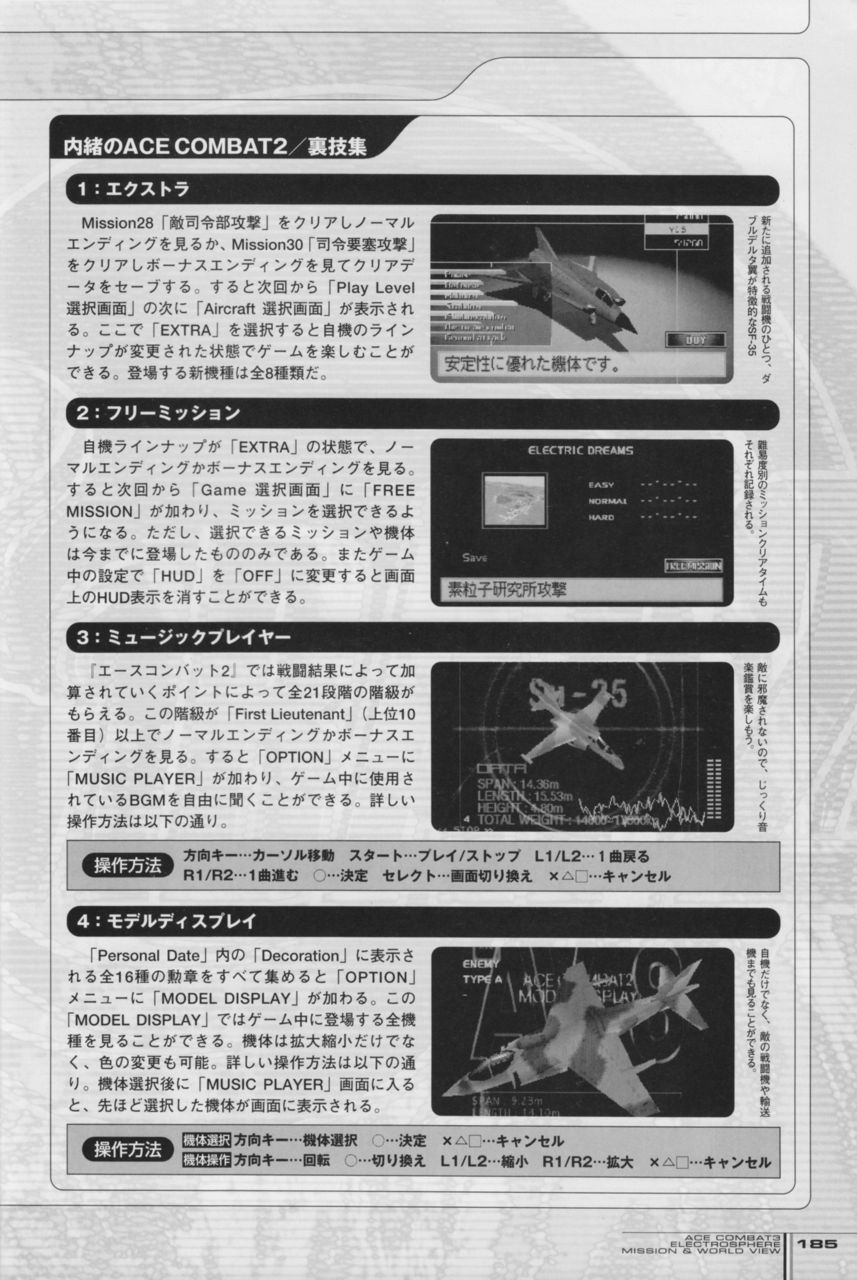 内緒のACE COMBAT2／裏技集
1：エクストラ
Mission28「敵司令部攻撃」をクリアしノーマル
エンディングを見るか、Mission30「司令要塞攻撃」
をクリアしボーナスエンディングを見てクリアデ
ータをセーブする。すると次回から「Play Level
選択画面」の次に「Aircraft 選択画面」が表示され
る。ここで「EXTRA」を選択すると自機のライン
ナップが変更された状態でゲームを楽しむことが
できる。登場する新機種は全8種類だ。
BUY
安定性に優れた機体です。
新たに追加される戦闘機のひとつ、ダ
ブルデルタ翼が特徴的なSF-35
2：フリーミッション
自機ラインナップが「EXTRA」の状態で、ノー
マルエンディングかボーナスエンディングを見る。
すると次回から「Game 選択画面」に「FREE
MISSION」が加わり、ミッションを選択できるよ
うになる。ただし、選択できるミッションや機体
は今までに登場したもののみである。またゲーム
中の設定で「HUD」を「OFF」に変更すると画面
上のHUD表示を消すことができる。
ELECTRIC DREAMS
EASY --'--'--
NORMAL --'--'--
HARD --'--'--
Save
FREE MISSION
素粒子研究所攻撃
難易度別のミッションクリアタイムも
それぞれ記録される。
3：ミュージックプレイヤー
『エースコンバット2』では戦闘結果によって加
算されていくポイントによって全21段階の階級が
もらえる。この階級が「First Lieutenant」（上位10
番目）以上でノーマルエンディングかボーナスエ
ンディングを見る。すると「OPTION」メニューに
「MUSIC PLAYER」が加わり、ゲーム中に使用さ
れているBGMを自由に聞くことができる。詳しい
操作方法は以下の通り。
Su-25
DATA
SPAN : 14.36m
LENGTH : 15.53m
HEIGHT : 4.80m
TOTAL WEIGHT :
4
敵に邪魔されないので、じっくり音
楽鑑賞を楽しもう。
操作方法
方向キー…カーソル移動　スタート…プレイ/ストップ　L1/L2…1曲戻る
R1/R2…1曲進む　○…決定　セレクト…画面切り換え　×△□…キャンセル
4：モデルディスプレイ
「Personal Date」内の「Decoration」に表示さ
れる全16種の勲章をすべて集めると「OPTION」
メニューに「MODEL DISPLAY」が加わる。この
「MODEL DISPLAY」ではゲーム中に登場する全機
種を見ることができる。機体は拡大縮小だけでな
く、色の変更も可能。詳しい操作方法は以下の通
り。機体選択後に「MUSIC PLAYER」画面に入る
と、先ほど選択した機体が画面に表示される。
ENEMY
TYPE A
SPAN : 9.23m
LENGTH : 14.10m
自機だけでなく、敵の戦闘機や輸送
機までも見ることができる。
操作方法
機体選択 方向キー…機体選択　○…決定　×△□…キャンセル
機体操作 方向キー…回転　○…切り換え　L1/L2…縮小　R1/R2…拡大　×△□…キャンセル
ACE COMBAT3
ELECTROSPHERE
MISSION & WORLD VIEW
185